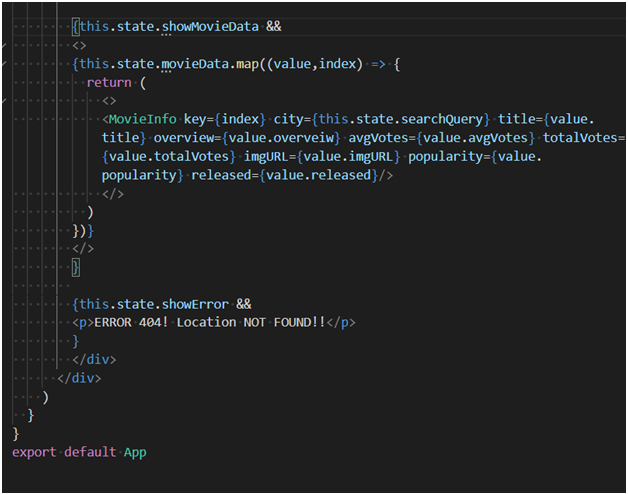 {this.state.showMovieData &&
<>
{this.state.movieData.map((value,index) => {
return (
<>
<MovieInfo key={index} city={this.state.searchQuery} title={value.
title} overview={value.overveiw} avgVotes={value.avgVotes} totalVotes=
{value.totalVotes} imgURL={value.imgURL} popularity={value.
popularity} released={value.released}/>
</>
)
})}
</>
}
{this.state.showError &&
<p>ERROR 404! Location NOT FOUND!!</p>
}
</div>
</div>
)
}
}
export default App